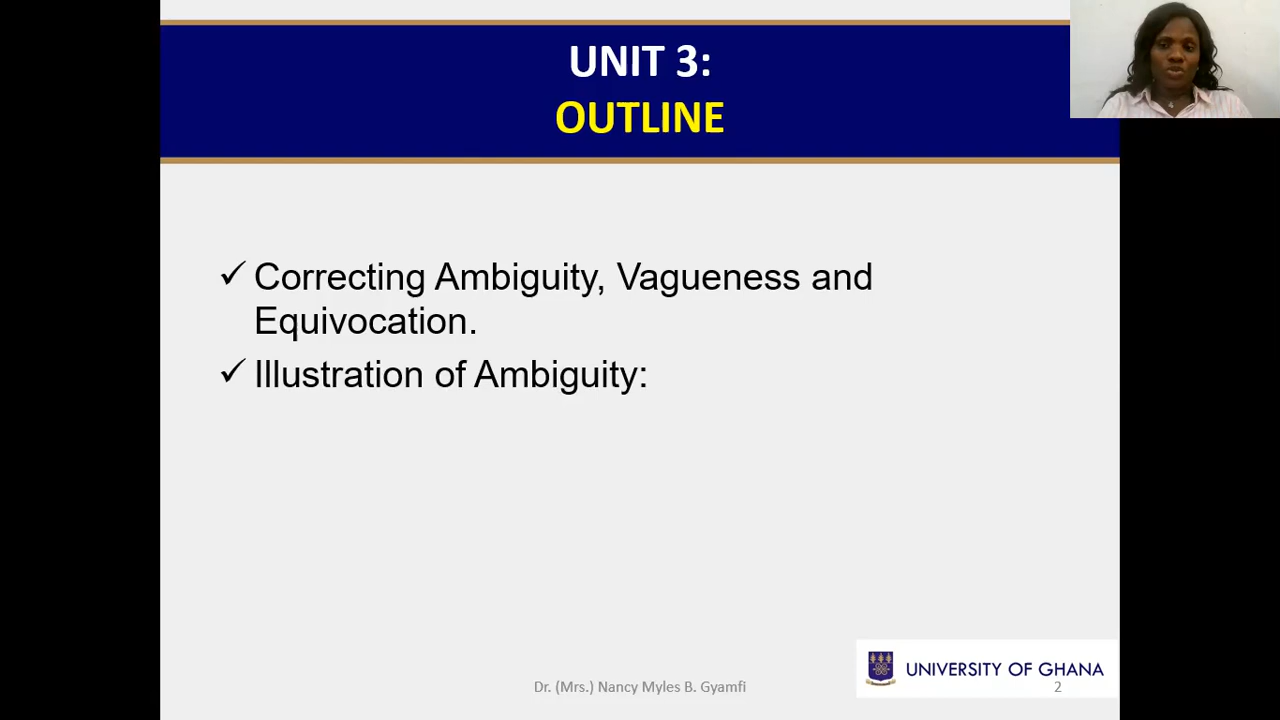 UNIT 3:
OUTLINE
✓ Correcting Ambiguity, Vagueness and
Equivocation.
✓ Illustration of Ambiguity:
UNIVERSITY OF GHANA
Dr. (Mrs.) Nancy Myles B. Gyamfi
2